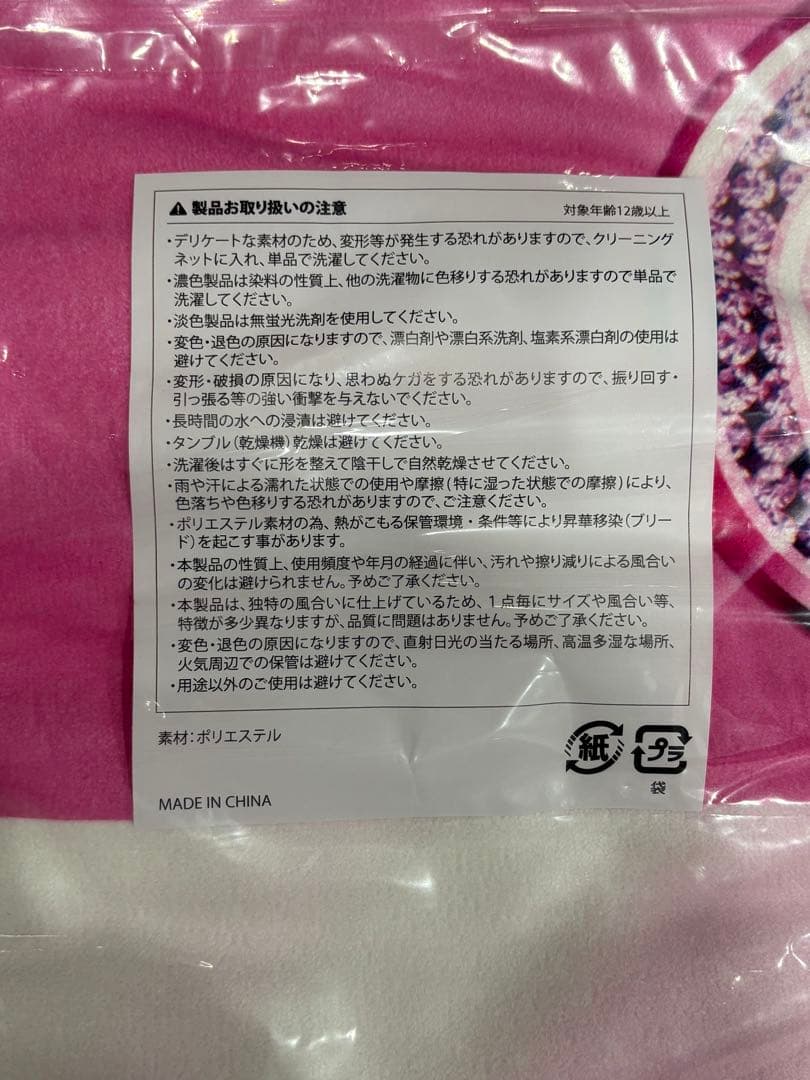 ⚠ 製品お取り扱いの注意
対象年齢12歳以上
・デリケートな素材のため、変形等が発生する恐れがありますので、クリーニング
ネットに入れ、単品で洗濯してください。
・濃色製品は染料の性質上、他の洗濯物に色移りする恐れがありますので単品で
洗濯してください。
・淡色製品は無蛍光洗剤を使用してください。
・変色・退色の原因になりますので、漂白剤や漂白系洗剤、塩素系漂白剤の使用は
避けてください。
・変形・破損の原因になり、思わぬケガをする恐れがありますので、振り回す・
引っ張る等の強い衝撃を与えないでください。
・長時間の水への浸漬は避けてください。
・タンブル(乾燥機)乾燥は避けてください。
・洗濯後はすぐに形を整えて陰干しで自然乾燥させてください。
・雨や汗による濡れた状態での使用や摩擦(特に湿った状態での摩擦)により、
色落ちや色移りする恐れがありますので、ご注意ください。
・ポリエステル素材の為、熱がこもる保管環境・条件等により昇華移染(ブリー
ド)を起こす事があります。
・本製品の性質上、使用頻度や年月の経過に伴い、汚れや擦り減りによる風合い
の変化は避けられません。予めご了承ください。
・本製品は、独特の風合いに仕上げているため、1点毎にサイズや風合い等、
特徴が多少異なりますが、品質に問題はありません。予めご了承ください。
・変色・退色の原因になりますので、直射日光の当たる場所、高温多湿な場所、
火気周辺での保管は避けてください。
・用途以外のご使用は避けてください。
素材:ポリエステル
紙
プラ
袋
MADE IN CHINA